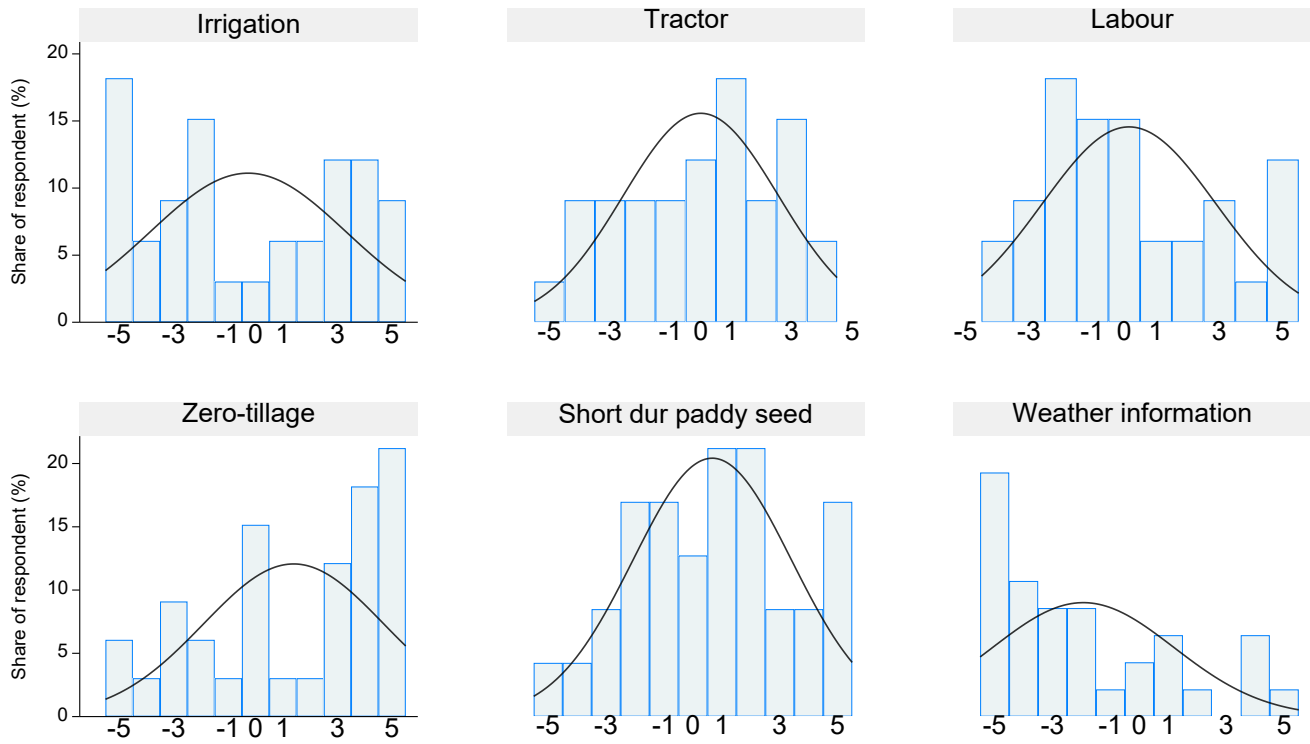 Irrigation
Tractor
Labour
Share of respondent (%)
20
15
10
5
0
-5 -3 -1 0 1 3 5
-5 -3 -1 0 1 3 5
-5 -3 -1 0 1 3 5
Zero-tillage
Short dur paddy seed
Weather information
Share of respondent (%)
20
15
10
5
0
-5 -3 -1 0 1 3 5
-5 -3 -1 0 1 3 5
-5 -3 -1 0 1 3 5